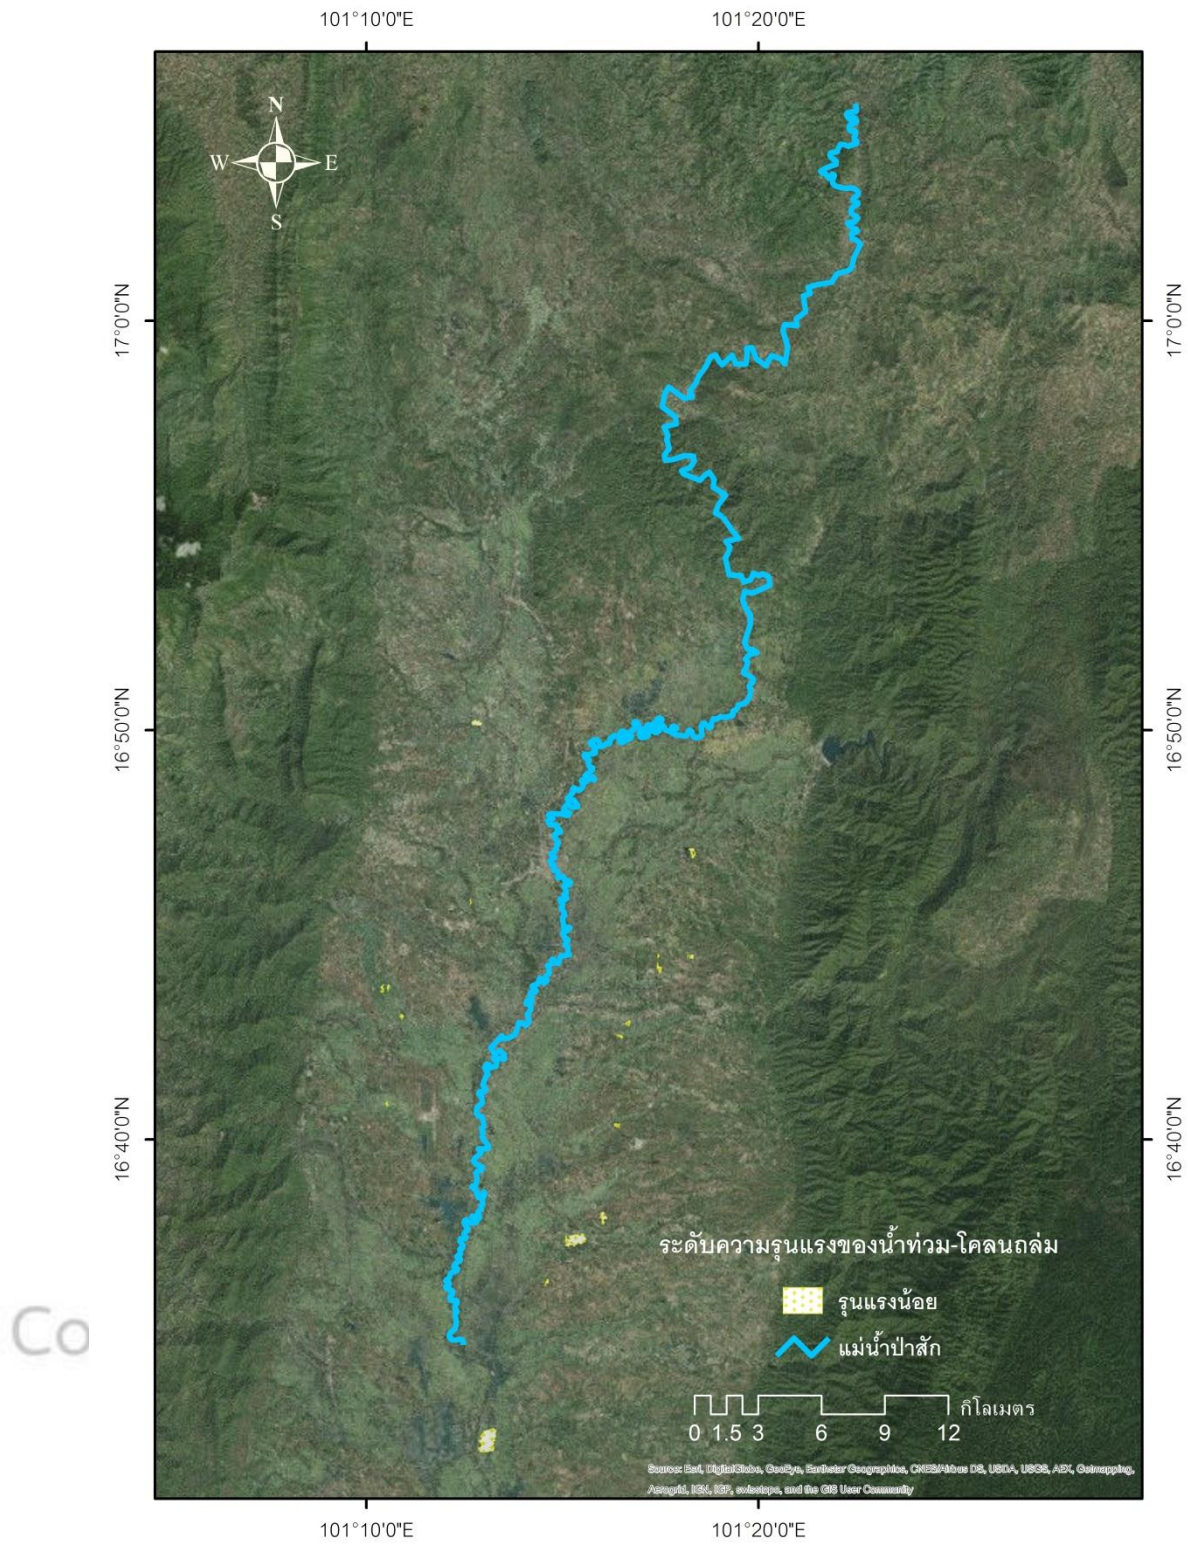 101°10'0"E 101°20'0"E
N
W E
S
17°0'0"N 17°0'0"N
16°50'0"N 16°50'0"N
16°40'0"N 16°40'0"N
ระดับความรุนแรงของน้ำท่วม-โคลนถล่ม
รุนแรงน้อย
Co
แม่น้ำป่าสัก
กิโลเมตร
0 1.5 3 6 9 12
Source: Esri, DigitalGlobe, GeoEye, Earthstar Geographics, CNES/Airbus DS, USDA, USGS, AEX, Getmapping,
Aerogrid, IGN, IGP, swisstopo, and the GIS User Community
101°10'0"E 101°20'0"E